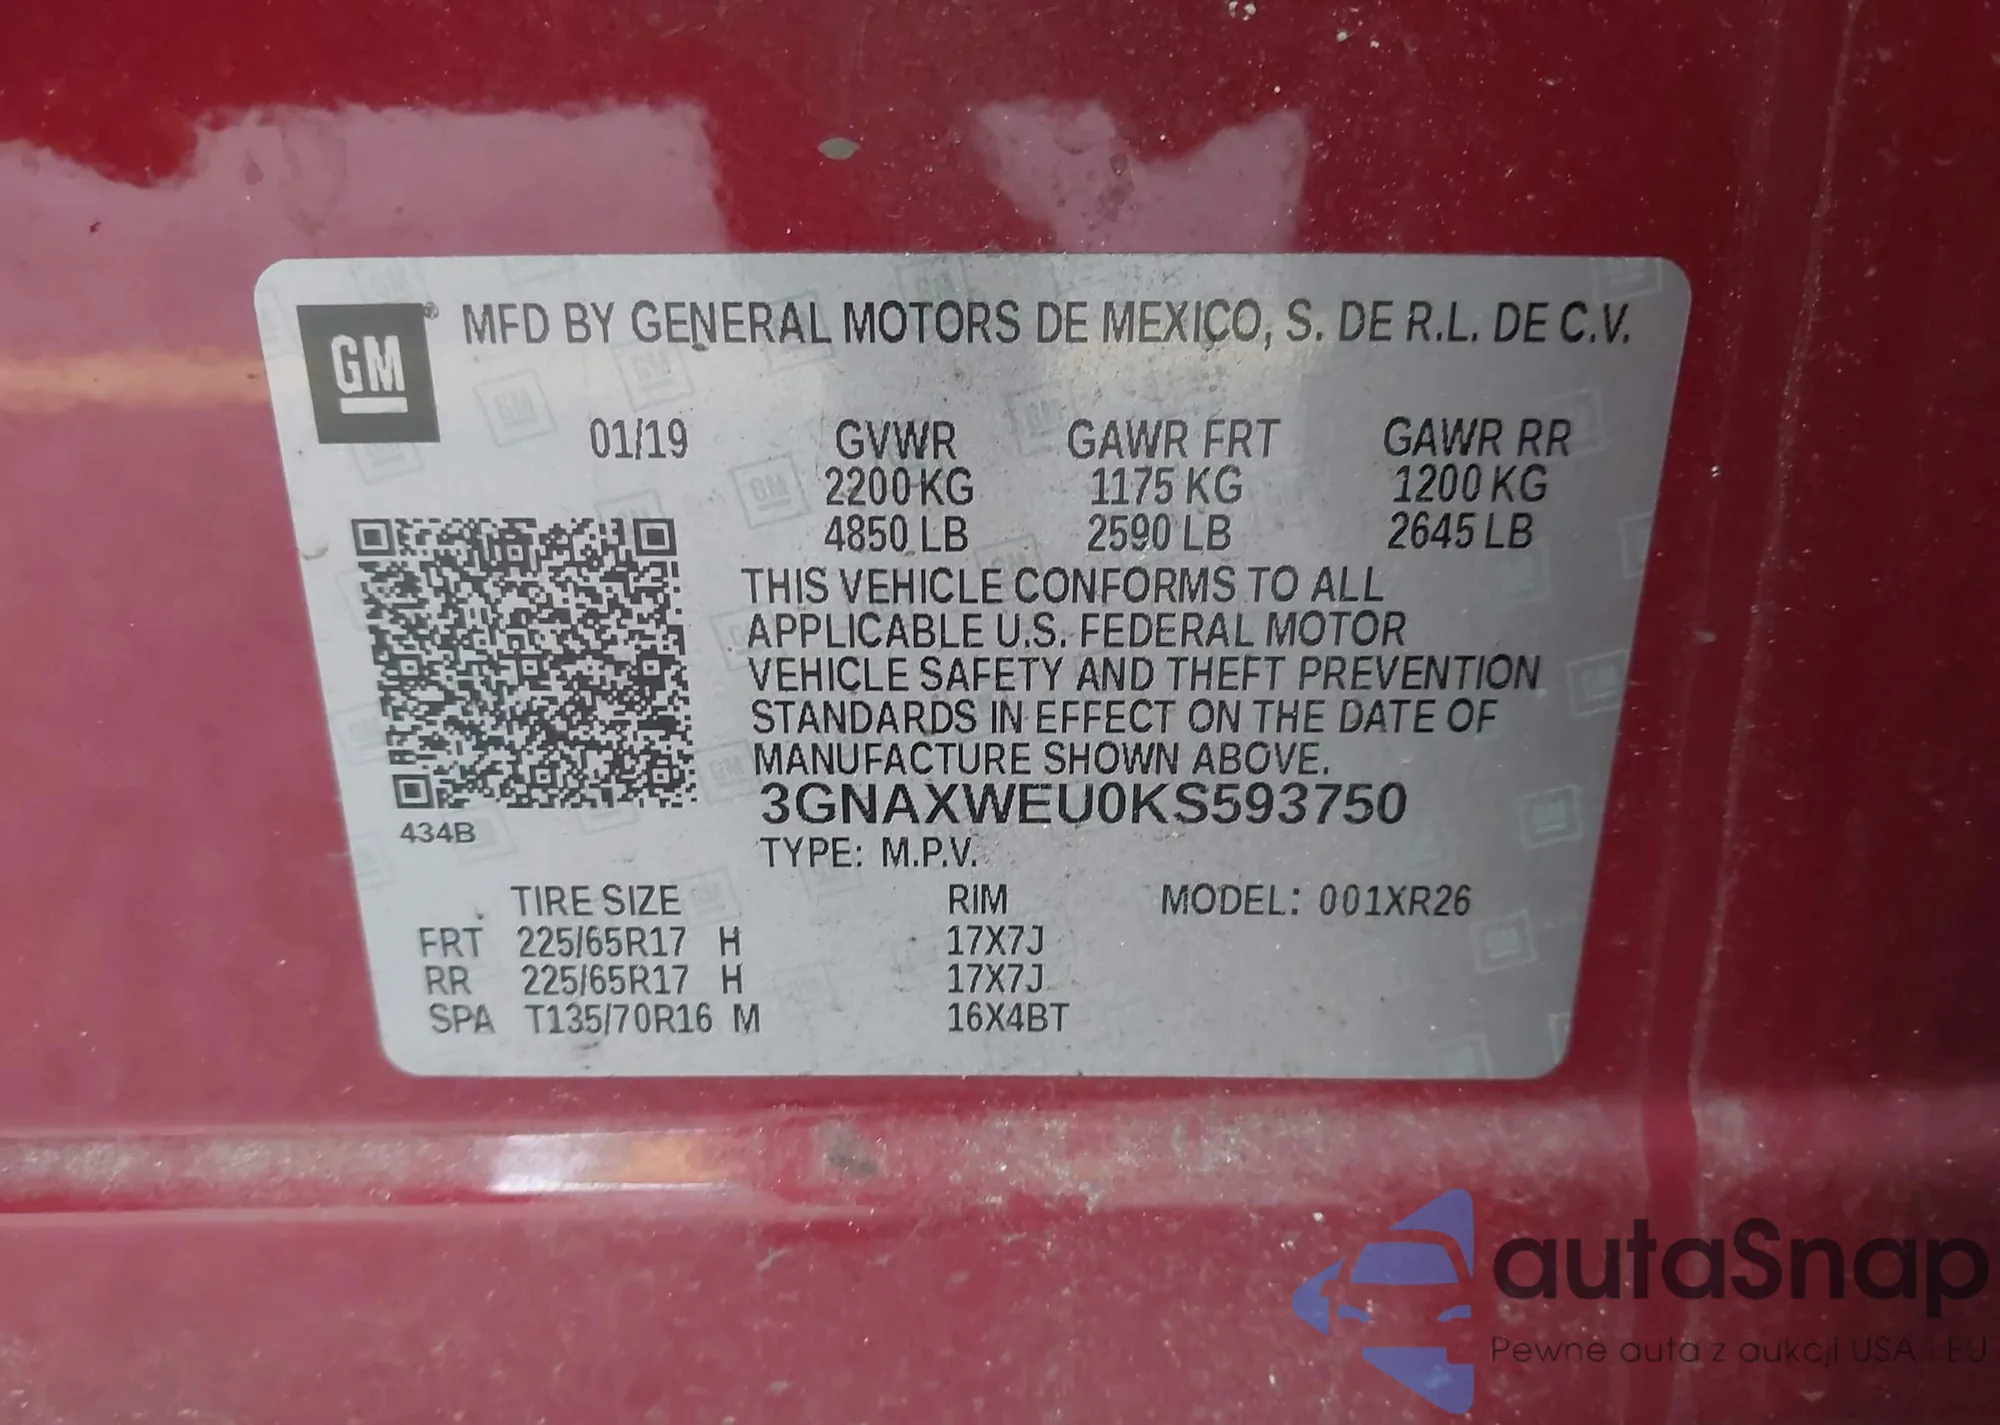 GM
MFD BY GENERAL MOTORS DE MEXICO, S. DE R.L. DE C.V.
01/19 GVWR GAWR FRT GAWR RR
2200 KG 1175 KG 1200 KG
4850 LB 2590 LB 2645 LB
THIS VEHICLE CONFORMS TO ALL
APPLICABLE U.S. FEDERAL MOTOR
VEHICLE SAFETY AND THEFT PREVENTION
STANDARDS IN EFFECT ON THE DATE OF
MANUFACTURE SHOWN ABOVE.
3GNAXWEU0KS593750
434B
TYPE: M.P.V.
TIRE SIZE RIM MODEL: 001XR26
FRT 225/65R17 H 17X7J
RR 225/65R17 H 17X7J
SPA T135/70R16 M 16X4BT
autaSnap
Pewne auta z aukcji USA i EU